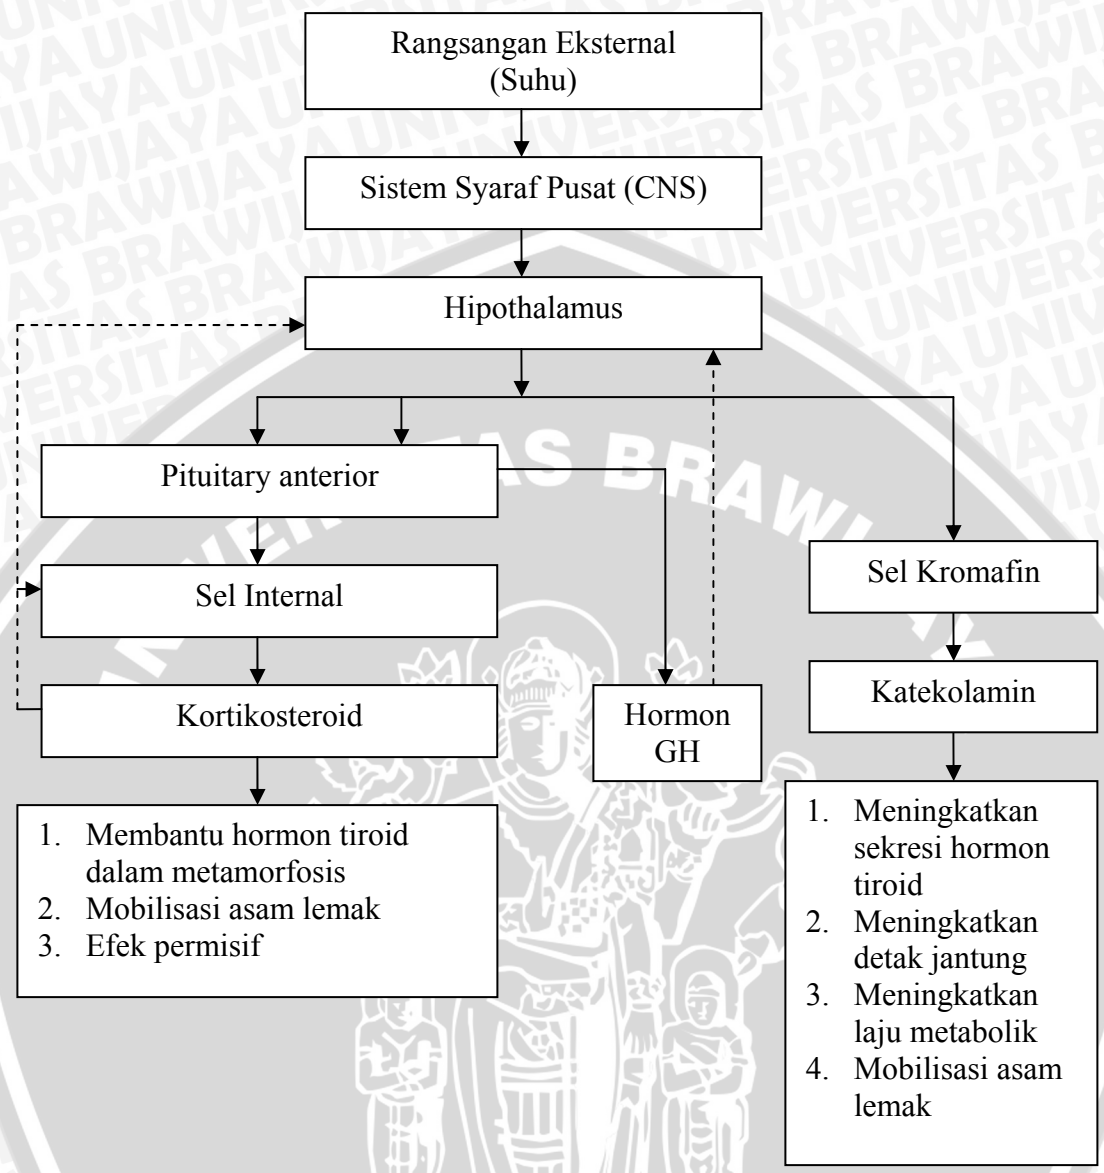 Rangsangan Eksternal
(Suhu)
Sistem Syaraf Pusat (CNS)
Hipothalamus
Pituitary anterior
Sel Internal
Kortikosteroid
Hormon
GH
Sel Kromafin
Katekolamin
1. Membantu hormon tiroid
dalam metamorfosis
2. Mobilisasi asam lemak
3. Efek permisif
1. Meningkatkan
sekresi hormon
tiroid
2. Meningkatkan
detak jantung
3. Meningkatkan
laju metabolik
4. Mobilisasi asam
lemak
UNIVERSITAS BRAWIJAYA